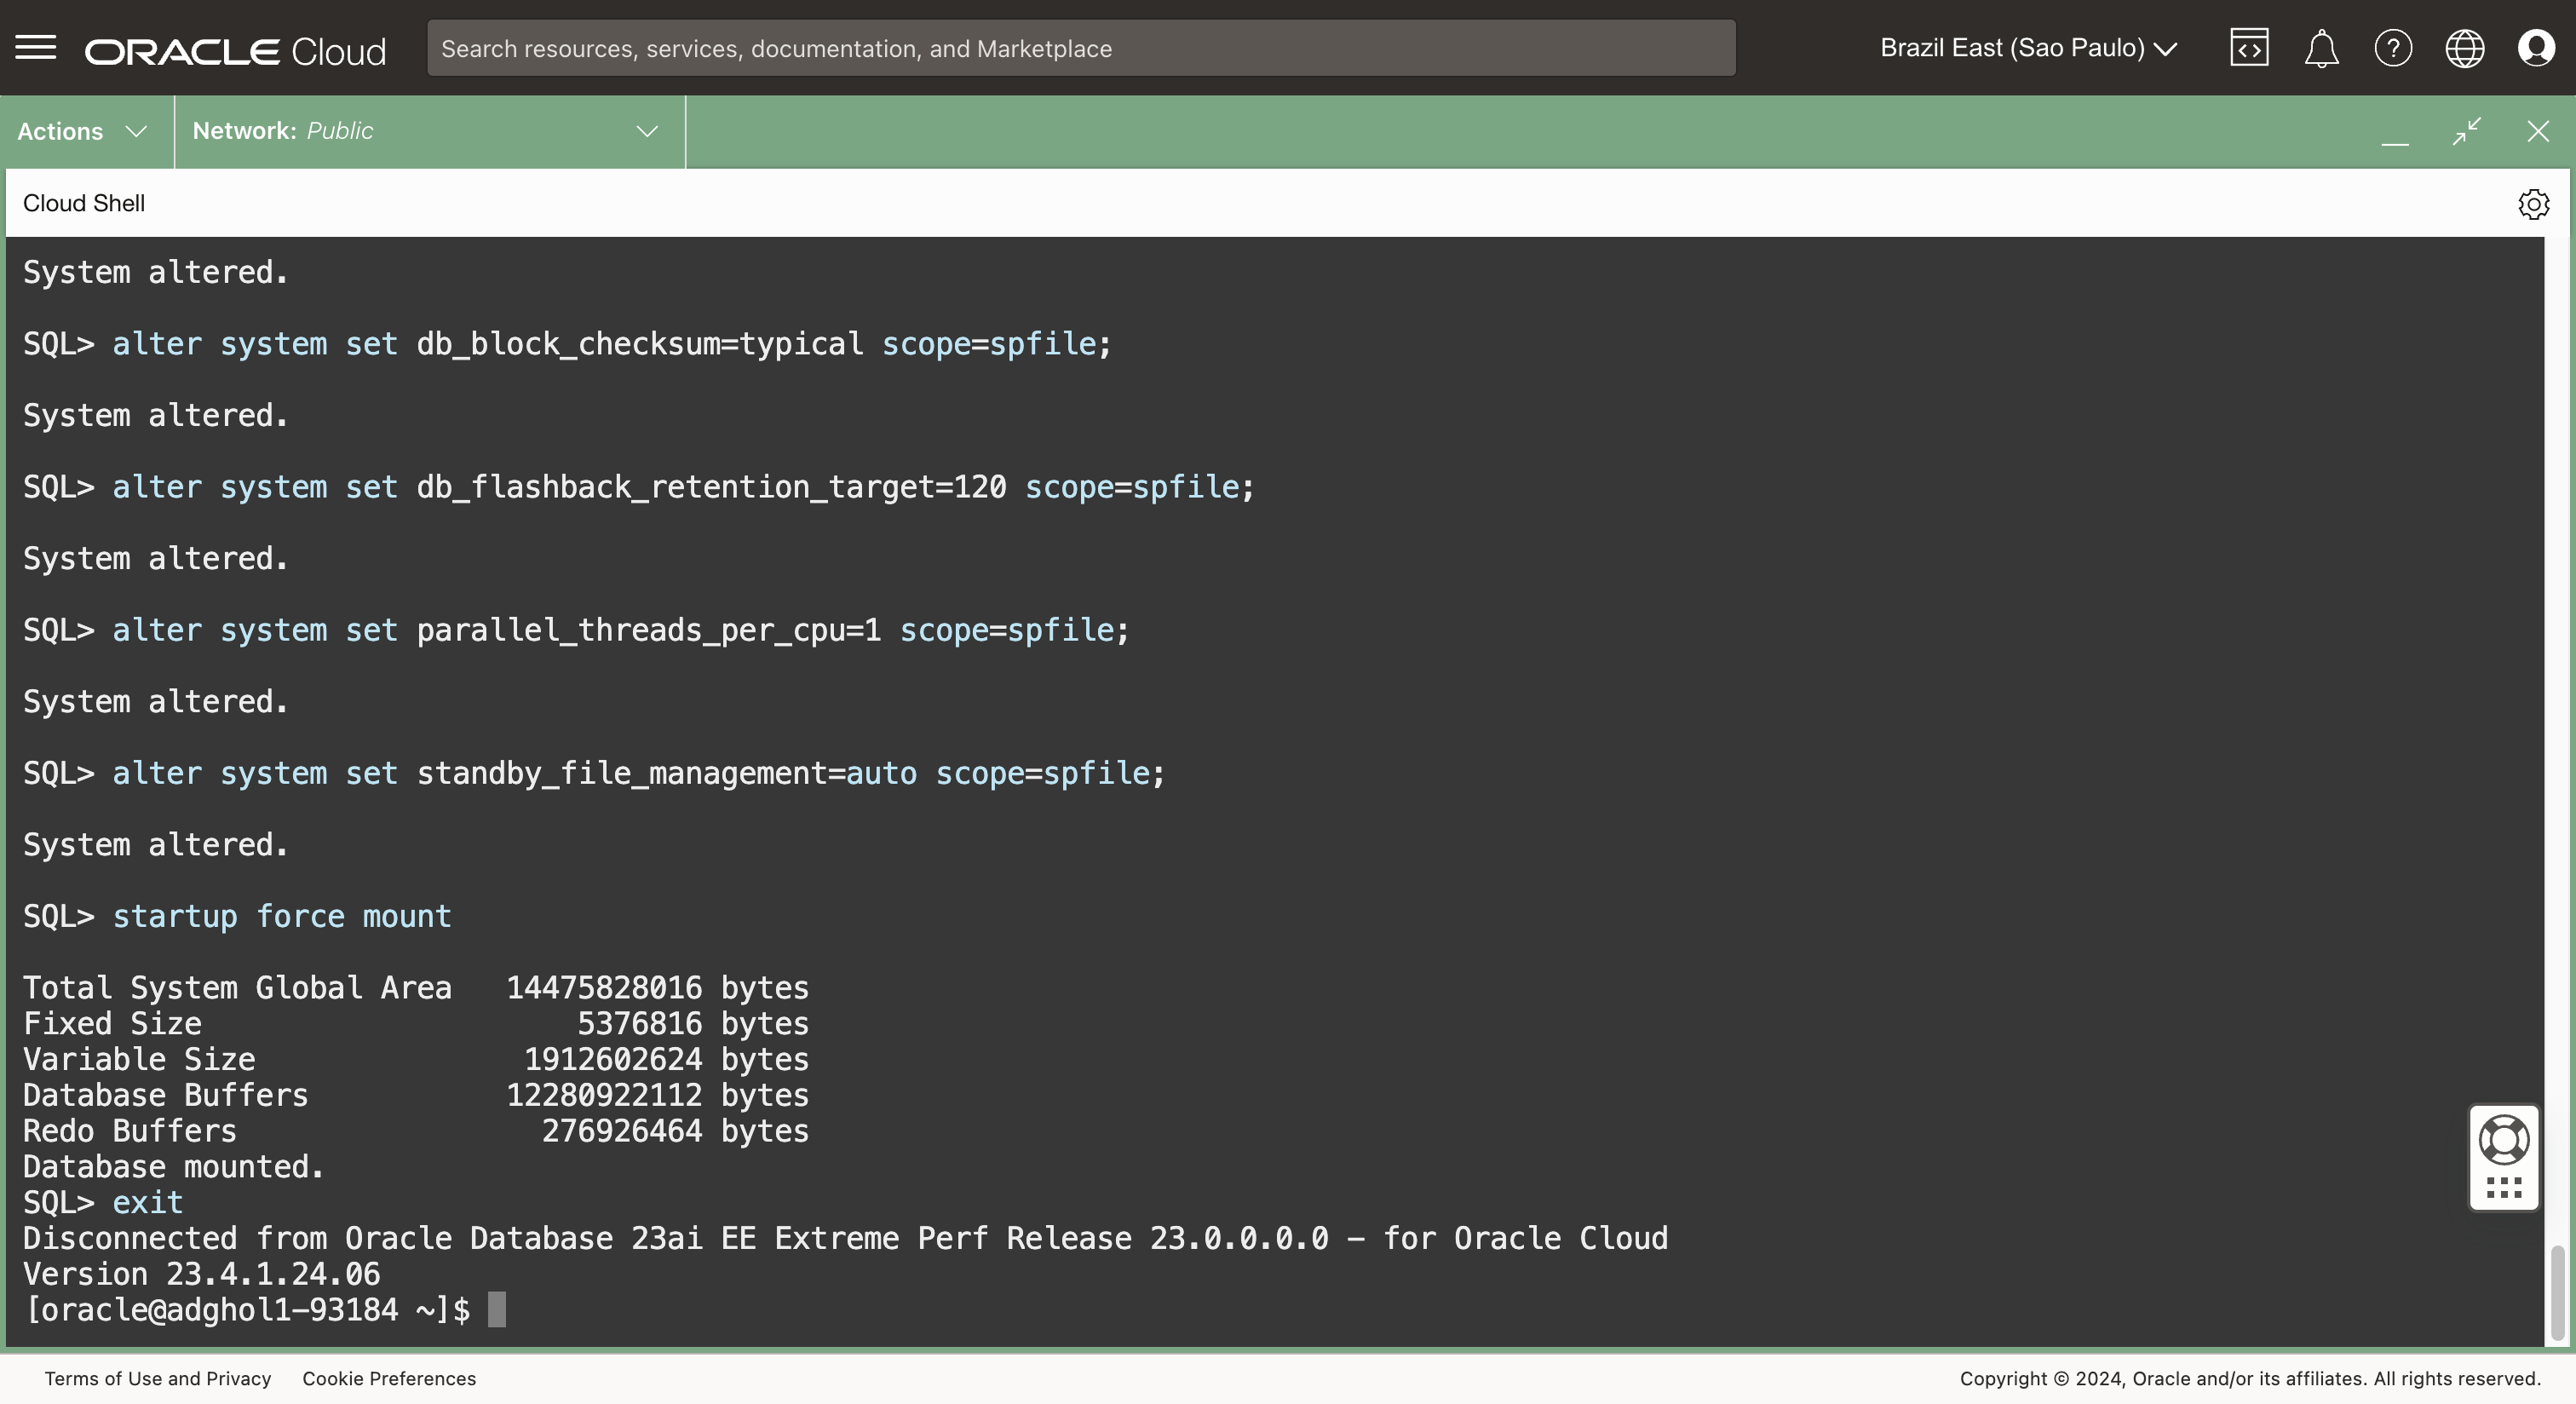 ORACLE Cloud
Search resources, services, documentation, and Marketplace
Brazil East (Sao Paulo)
Actions
Network: Public
Cloud Shell
System altered.
SQL> alter system set db_block_checksum=typical scope=spfile;
System altered.
SQL> alter system set db_flashback_retention_target=120 scope=spfile;
System altered.
SQL> alter system set parallel_threads_per_cpu=1 scope=spfile;
System altered.
SQL> alter system set standby_file_management=auto scope=spfile;
System altered.
SQL> startup force mount
Total System Global Area   14475828016 bytes
Fixed Size                     5376816 bytes
Variable Size               1912602624 bytes
Database Buffers           12280922112 bytes
Redo Buffers                 276926464 bytes
Database mounted.
SQL> exit
Disconnected from Oracle Database 23ai EE Extreme Perf Release 23.0.0.0.0 - for Oracle Cloud
Version 23.4.1.24.06
[oracle@adghol1-93184 ~]$
Terms of Use and Privacy
Cookie Preferences
Copyright © 2024, Oracle and/or its affiliates. All rights reserved.